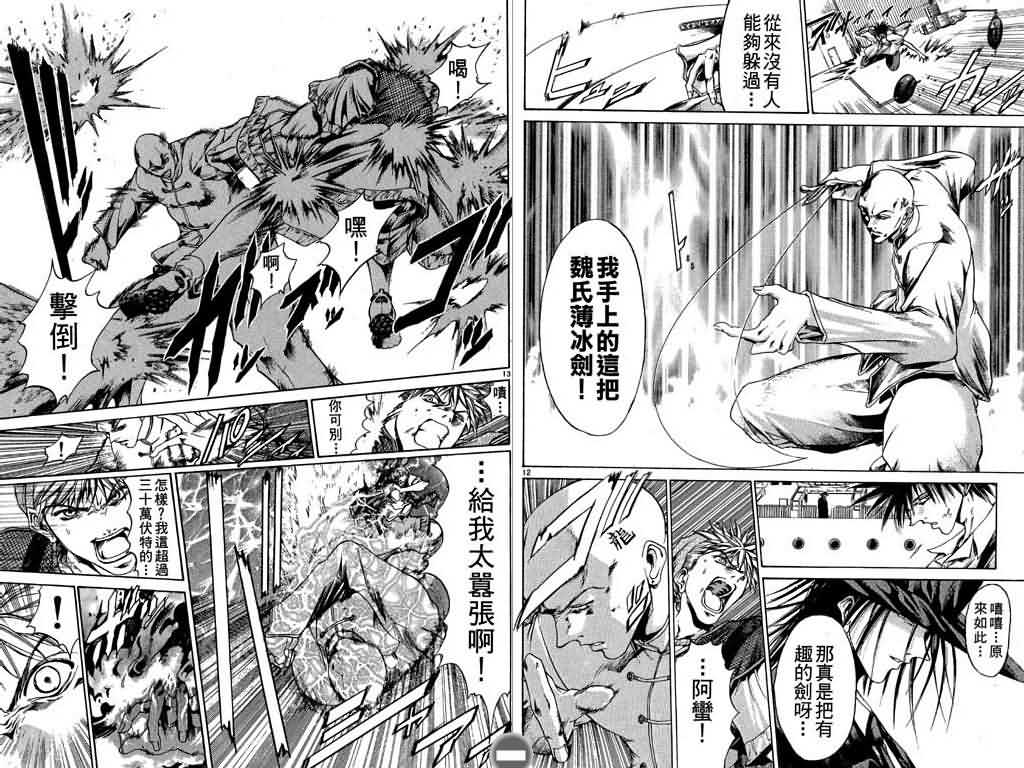 從來沒有人
能夠躲過…
我手上的這把
魏氏薄冰劍！
12
嘻嘻…原
來如此…
那真是把有
趣的劍呀…
…阿蠻！
喝！
嘿！
啊！
擊倒！
13
嘖…
你可別…
！
…給我太囂張啊！
怎樣？我這超過
三十萬伏特的…
！